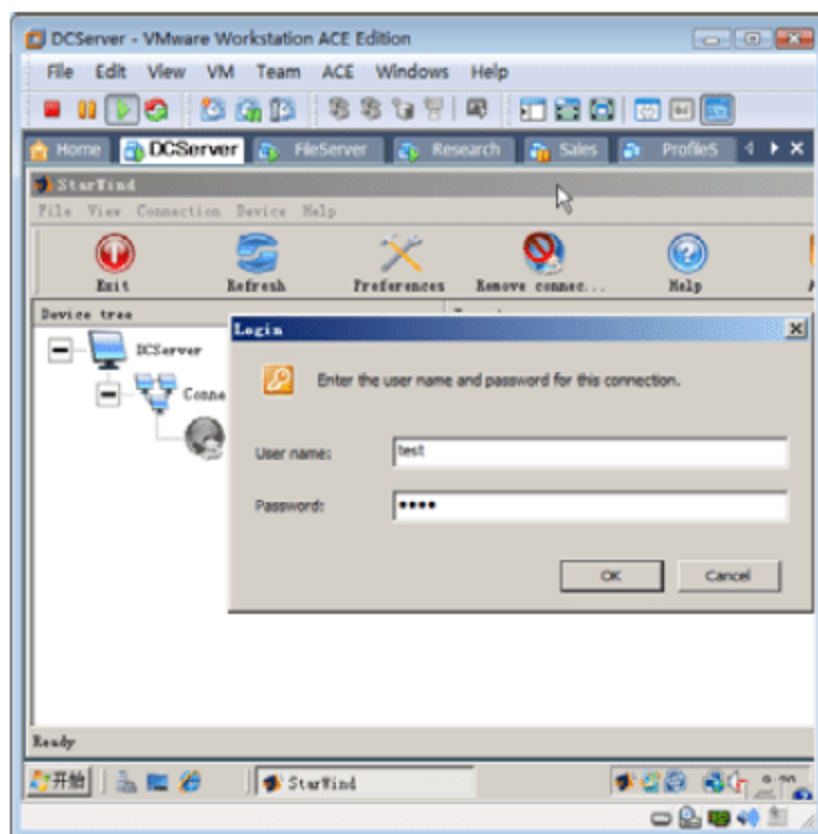 DCServer - VMware Workstation ACE Edition
File Edit View VM Team ACE Windows Help
Home DCServer FileServer Research Sales ProfileS
StarWind
File View Connection Device Help
Exit Refresh Preferences Remove connec... Help
Device tree
Login
DCServer
Enter the user name and password for this connection.
Conne
User name: test
Password: ••••
OK Cancel
Ready
开始 StarWind